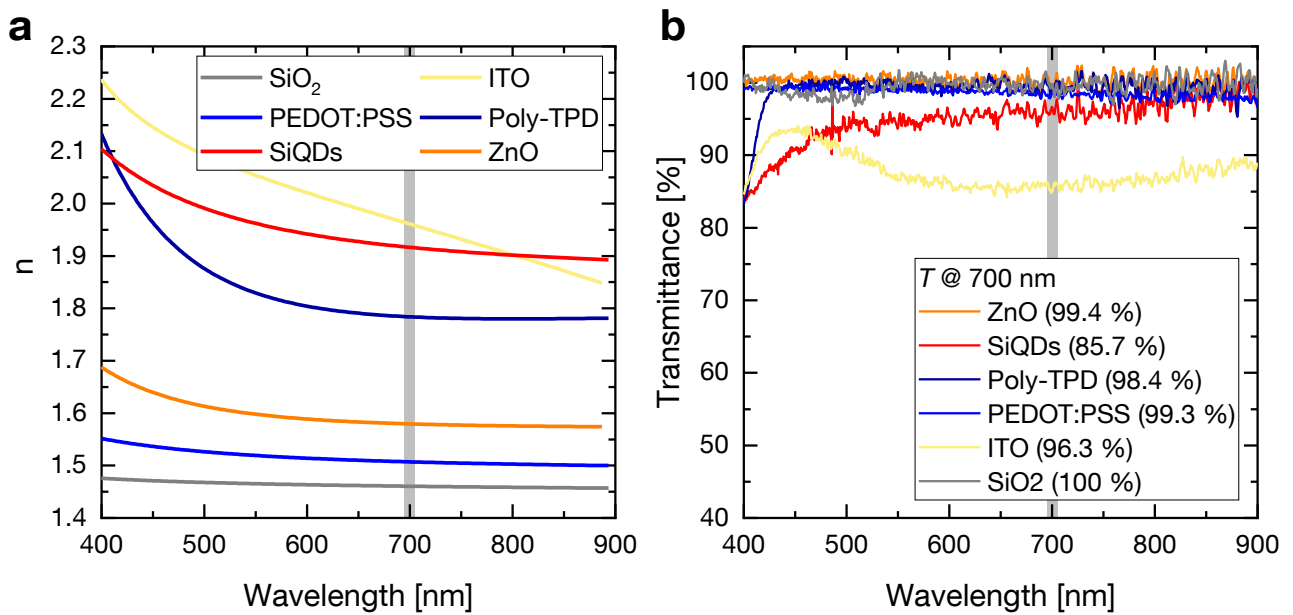 a
2.3
2.2
2.1
2.0
1.9
1.8
1.7
1.6
1.5
1.4
n
400 500 600 700 800 900
Wavelength [nm]
SiO₂ ITO
PEDOT:PSS Poly-TPD
SiQDs ZnO
b
100
90
80
70
60
50
40
Transmittance [%]
400 500 600 700 800 900
Wavelength [nm]
T @ 700 nm
ZnO (99.4 %)
SiQDs (85.7 %)
Poly-TPD (98.4 %)
PEDOT:PSS (99.3 %)
ITO (96.3 %)
SiO2 (100 %)